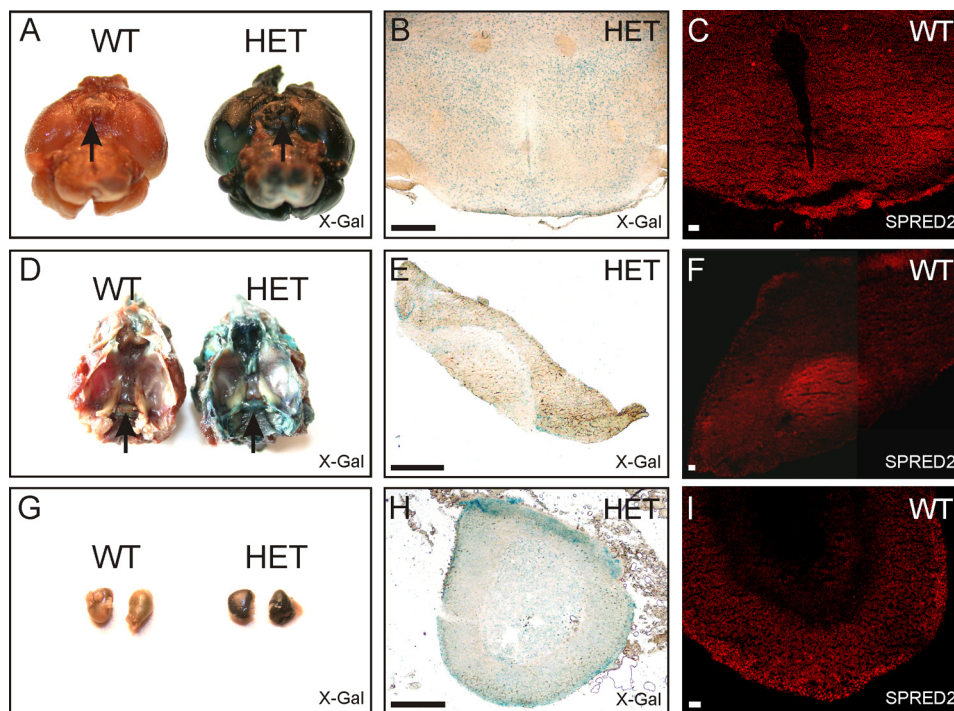 A
WT
HET
X-Gal
B
HET
X-Gal
C
WT
SPRED2
D
WT
HET
X-Gal
E
HET
X-Gal
F
WT
SPRED2
G
WT
HET
X-Gal
H
HET
X-Gal
I
WT
SPRED2